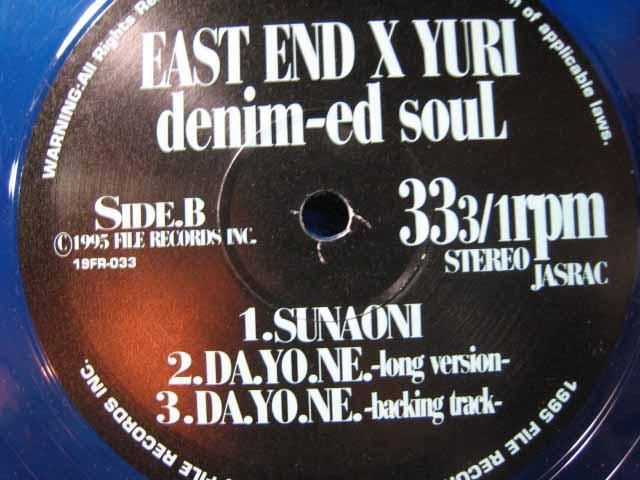 WARNING:All Rights
n of applicable laws.
EAST END X YURI
denim-ed souL
SIDE.B
©1995 FILE RECORDS INC.
19FR-033
33 3/1rpm
STEREO
JASRAC
1.SUNAONI
2.DA.YO.NE.-long version-
3.DA.YO.NE.-backing track-
FILE RECORDS INC.
1995 FILE RECOR